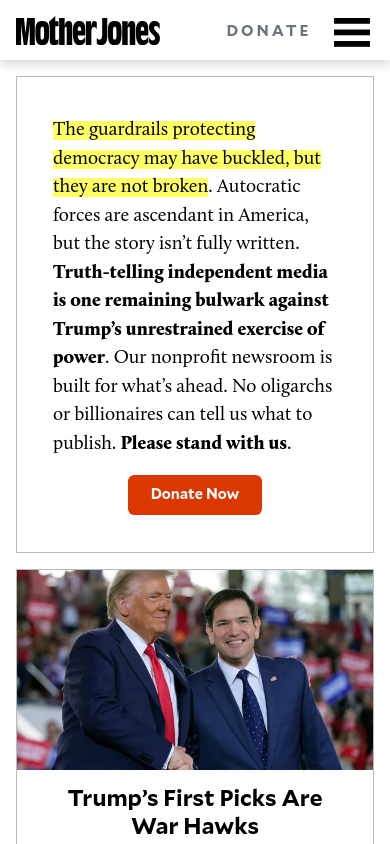 Mother Jones
DONATE
The guardrails protecting
democracy may have buckled, but
they are not broken. Autocratic
forces are ascendant in America,
but the story isn’t fully written.
Truth-telling independent media
is one remaining bulwark against
Trump’s unrestrained exercise of
power. Our nonprofit newsroom is
built for what’s ahead. No oligarchs
or billionaires can tell us what to
publish. Please stand with us.
Donate Now
Trump’s First Picks Are
War Hawks